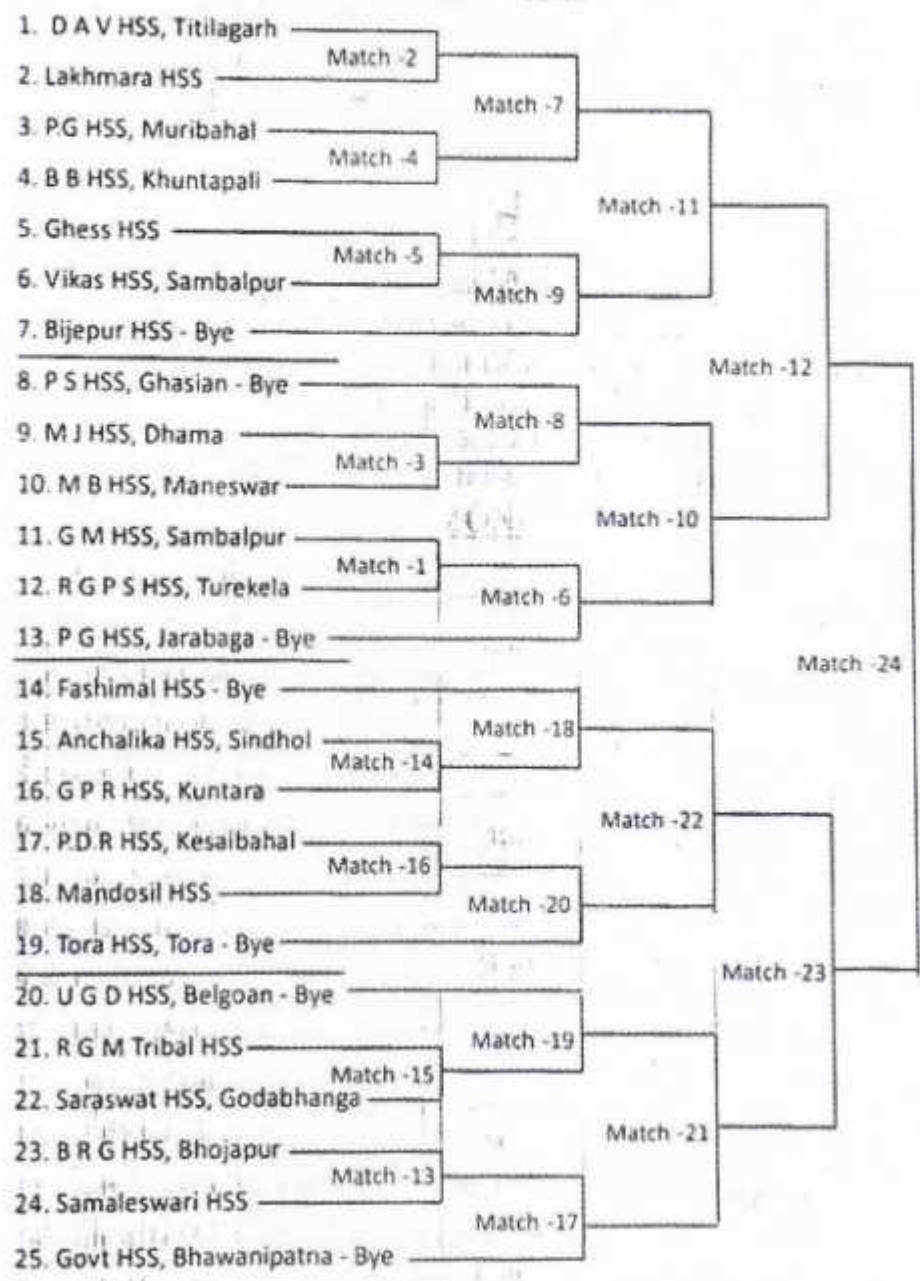 1. D A V HSS, Titilagarh
Match -2
2. Lakhmara HSS
Match -7
3. P.G HSS, Muribahal
Match -4
4. B B HSS, Khuntapali
Match -11
5. Ghess HSS
Match -5
6. Vikas HSS, Sambalpur
Match -9
7. Bijepur HSS - Bye
Match -12
8. P S HSS, Ghasian - Bye
Match -8
9. M J HSS, Dhama
Match -3
10. M B HSS, Maneswar
Match -10
11. G M HSS, Sambalpur
Match -1
12. R G P S HSS, Turekela
Match -6
13. P G HSS, Jarabaga - Bye
Match -24
14. Fashimal HSS - Bye
Match -18
15. Anchalika HSS, Sindhol
Match -14
16. G P R HSS, Kuntara
Match -22
17. P.D.R HSS, Kesaibahal
Match -16
18. Mandosil HSS
Match -20
19. Tora HSS, Tora - Bye
Match -23
20. U G D HSS, Belgoan - Bye
Match -19
21. R G M Tribal HSS
Match -15
22. Saraswat HSS, Godabhanga
Match -21
23. B R G HSS, Bhojapur
Match -13
24. Samaleswari HSS
Match -17
25. Govt HSS, Bhawanipatna - Bye